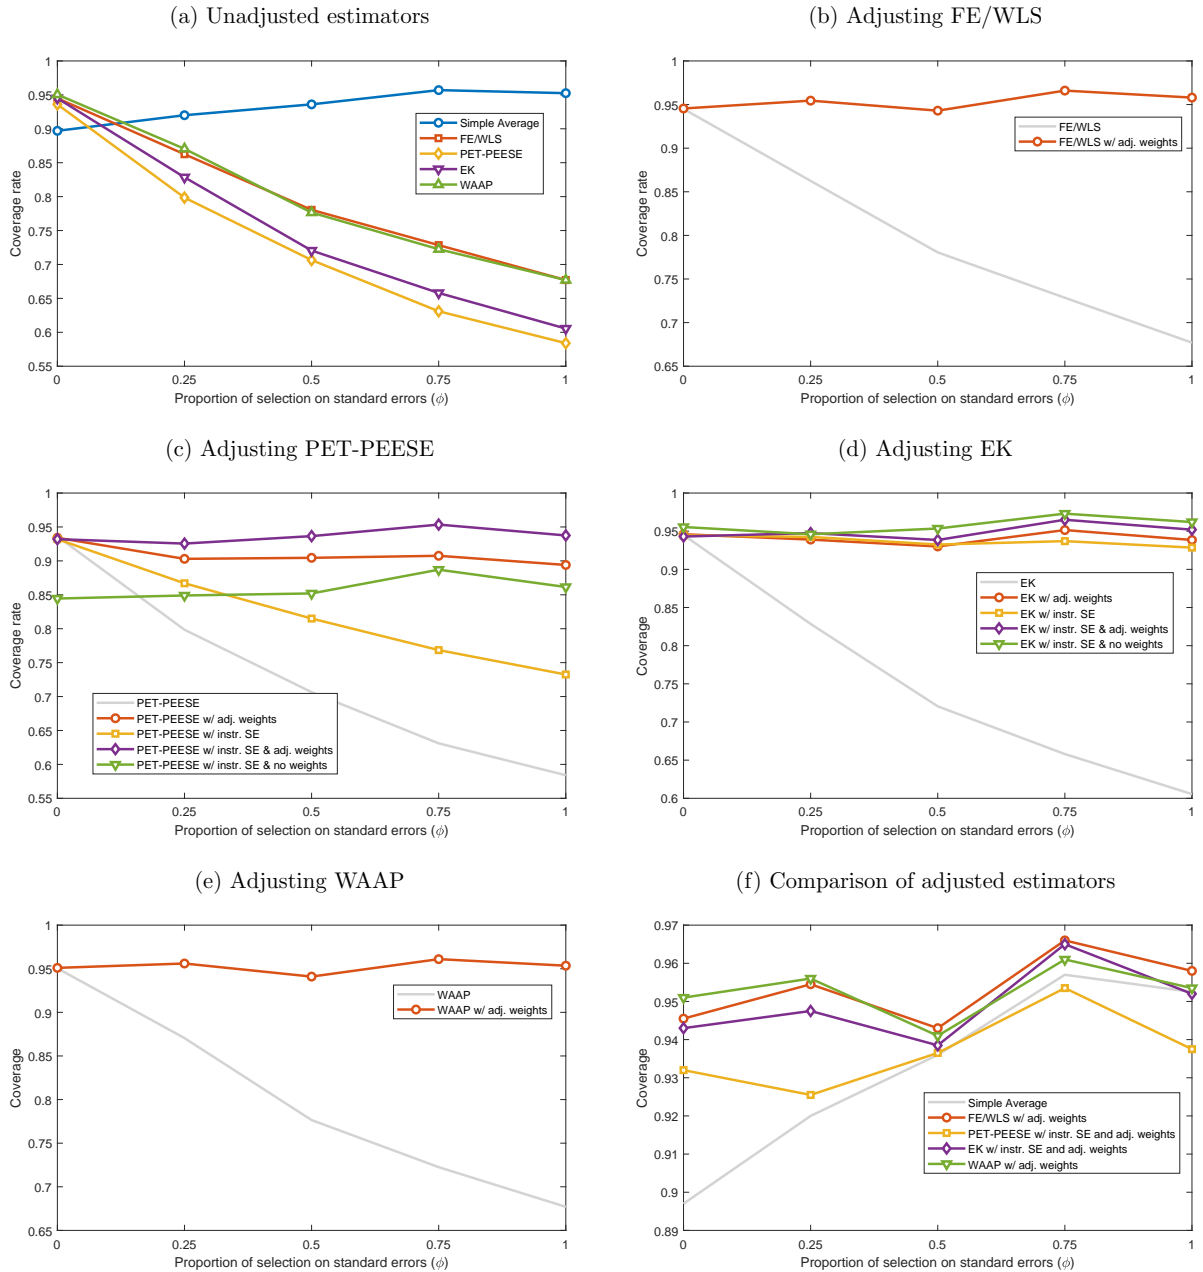 (a) Unadjusted estimators
1
0.95
0.9
0.85
0.8
0.75
0.7
0.65
0.6
0.55
Coverage rate
Simple Average
FE/WLS
PET-PEESE
EK
WAAP
0 0.25 0.5 0.75 1
Proportion of selection on standard errors (ϕ)
(b) Adjusting FE/WLS
1
0.95
0.9
0.85
0.8
0.75
0.7
0.65
Coverage rate
FE/WLS
FE/WLS w/ adj. weights
0 0.25 0.5 0.75 1
Proportion of selection on standard errors (ϕ)
(c) Adjusting PET-PEESE
1
0.95
0.9
0.85
0.8
0.75
0.7
0.65
0.6
0.55
Coverage rate
PET-PEESE
PET-PEESE w/ adj. weights
PET-PEESE w/ instr. SE
PET-PEESE w/ instr. SE & adj. weights
PET-PEESE w/ instr. SE & no weights
0 0.25 0.5 0.75 1
Proportion of selection on standard errors (ϕ)
(d) Adjusting EK
1
0.95
0.9
0.85
0.8
0.75
0.7
0.65
0.6
Coverage
EK
EK w/ adj. weights
EK w/ instr. SE
EK w/ instr. SE & adj. weights
EK w/ instr. SE & no weights
0 0.25 0.5 0.75 1
Proportion of selection on standard errors (ϕ)
(e) Adjusting WAAP
1
0.95
0.9
0.85
0.8
0.75
0.7
0.65
Coverage
WAAP
WAAP w/ adj. weights
0 0.25 0.5 0.75 1
Proportion of selection on standard errors (ϕ)
(f) Comparison of adjusted estimators
0.97
0.96
0.95
0.94
0.93
0.92
0.91
0.9
0.89
Coverage
Simple Average
FE/WLS w/ adj. weights
PET-PEESE w/ instr. SE and adj. weights
EK w/ instr. SE and adj. weights
WAAP w/ adj. weights
0 0.25 0.5 0.75 1
Proportion of selection on standard errors (ϕ)